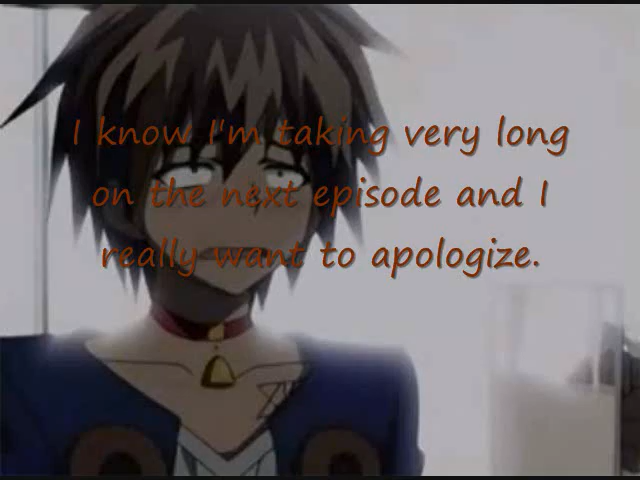 I know I'm taking very long
on the next episode and I
really want to apologize.